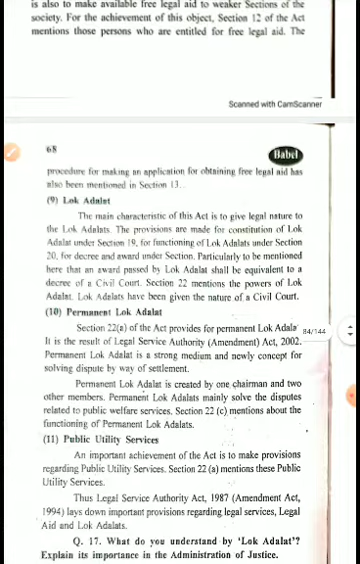 is also to make available free legal aid to weaker Sections of the
society. For the achievement of this object, Section 12 of the Act
mentions those persons who are entitled for free legal aid. The
Scanned with CamScanner
68
Babel
procedure for making an application for obtaining free legal aid has
also been mentioned in Section 13.
(9) Lok Adalat
The main characteristic of this Act is to give legal nature to
the Lok Adalats. The provisions are made for constitution of Lok
Adalat under Section 19, for functioning of Lok Adalats under Section
20, for decree and award under Section. Particularly to be mentioned
here that an award passed by Lok Adalat shall be equivalent to a
decree of a Civil Court. Section 22 mentions the powers of Lok
Adalat. Lok Adalats have been given the nature of a Civil Court.
(10) Permanent Lok Adalat
Section 22(a) of the Act provides for permanent Lok Adala
84/144
It is the result of Legal Service Authority (Amendment) Act, 2002.
Permanent Lok Adalat is a strong medium and newly concept for
solving dispute by way of settlement.
Permanent Lok Adalat is created by one chairman and two
other members. Permanent Lok Adalats mainly solve the disputes
related to public welfare services. Section 22 (c) mentions about the
functioning of Permanent Lok Adalats.
(11) Public Utility Services
An important achievement of the Act is to make provisions
regarding Public Utility Services. Section 22 (a) mentions these Public
Utility Services.
Thus Legal Service Authority Act, 1987 (Amendment Act,
1994) lays down important provisions regarding legal services, Legal
Aid and Lok Adalats.
Q. 17. What do you understand by 'Lok Adalat'?
Explain its importance in the Administration of Justice.